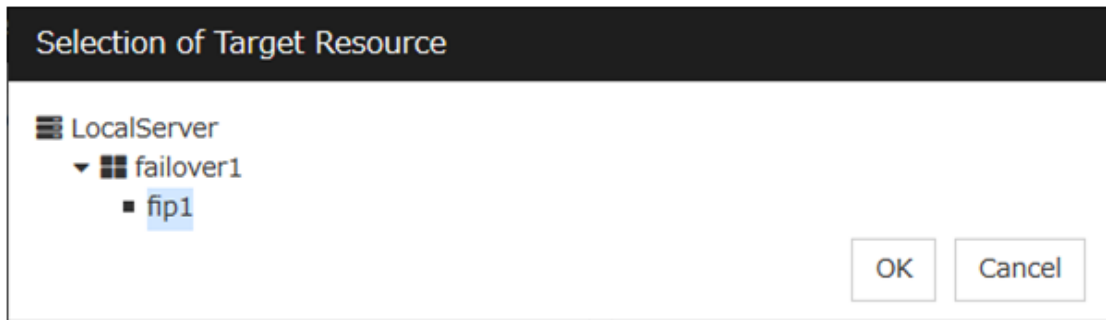 Selection of Target Resource
LocalServer
failover1
fip1
OK Cancel